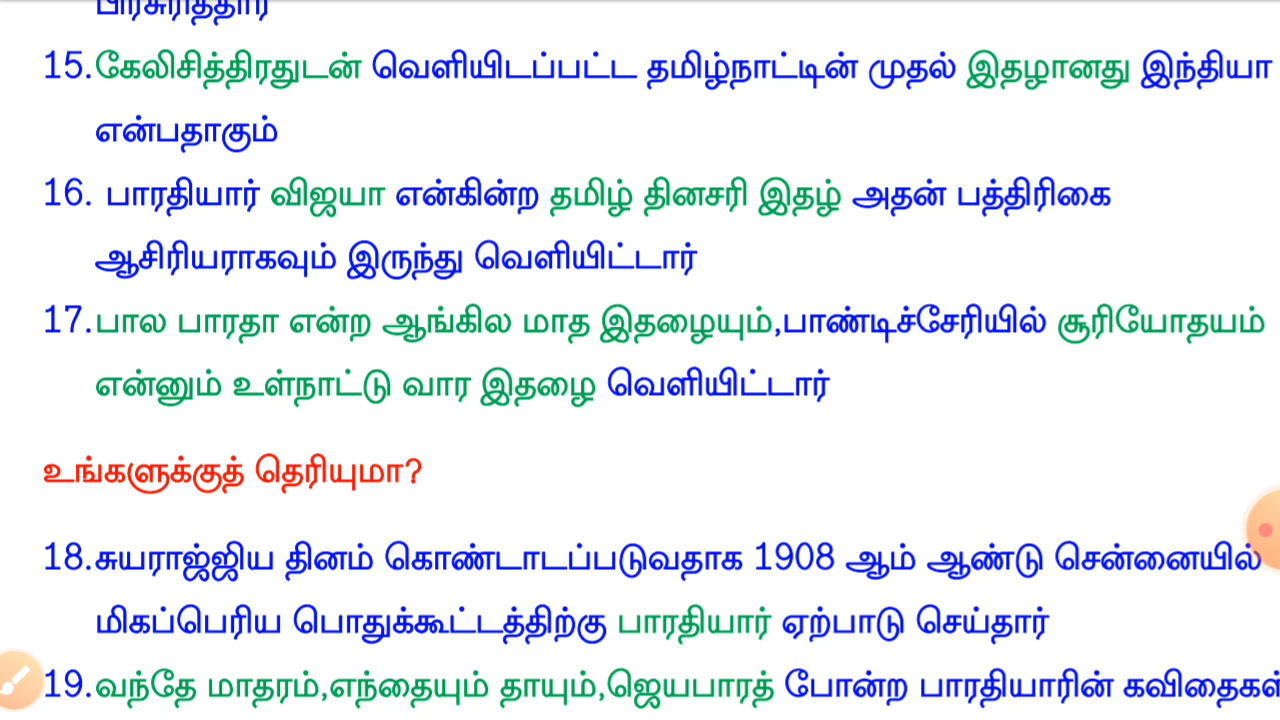 பிரசுரித்தார்
15.கேலிசித்திரதுடன் வெளியிடப்பட்ட தமிழ்நாட்டின் முதல் இதழானது இந்தியா
என்பதாகும்
16. பாரதியார் விஜயா என்கின்ற தமிழ் தினசரி இதழ் அதன் பத்திரிகை
ஆசிரியராகவும் இருந்து வெளியிட்டார்
17.பால பாரதா என்ற ஆங்கில மாத இதழையும்,பாண்டிச்சேரியில் சூரியோதயம்
என்னும் உள்நாட்டு வார இதழை வெளியிட்டார்
உங்களுக்குத் தெரியுமா?
18.சுயராஜ்ஜிய தினம் கொண்டாடப்படுவதாக 1908 ஆம் ஆண்டு சென்னையில்
மிகப்பெரிய பொதுக்கூட்டத்திற்கு பாரதியார் ஏற்பாடு செய்தார்
19.வந்தே மாதரம்,எந்தையும் தாயும்,ஜெயபாரத் போன்ற பாரதியாரின் கவிதைகள்